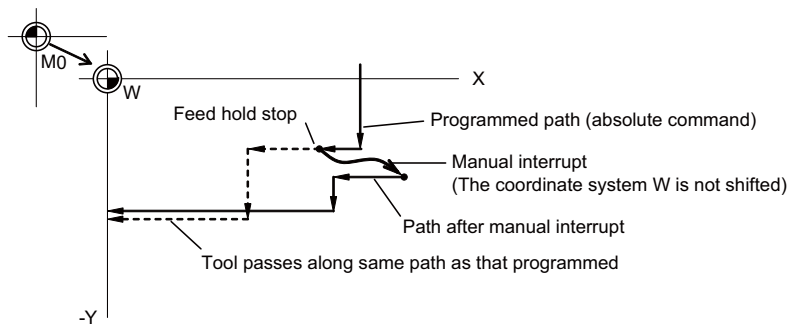 M0
W
X
Feed hold stop
Programmed path (absolute command)
Manual interrupt
(The coordinate system W is not shifted)
Path after manual interrupt
Tool passes along same path as that programmed
-Y